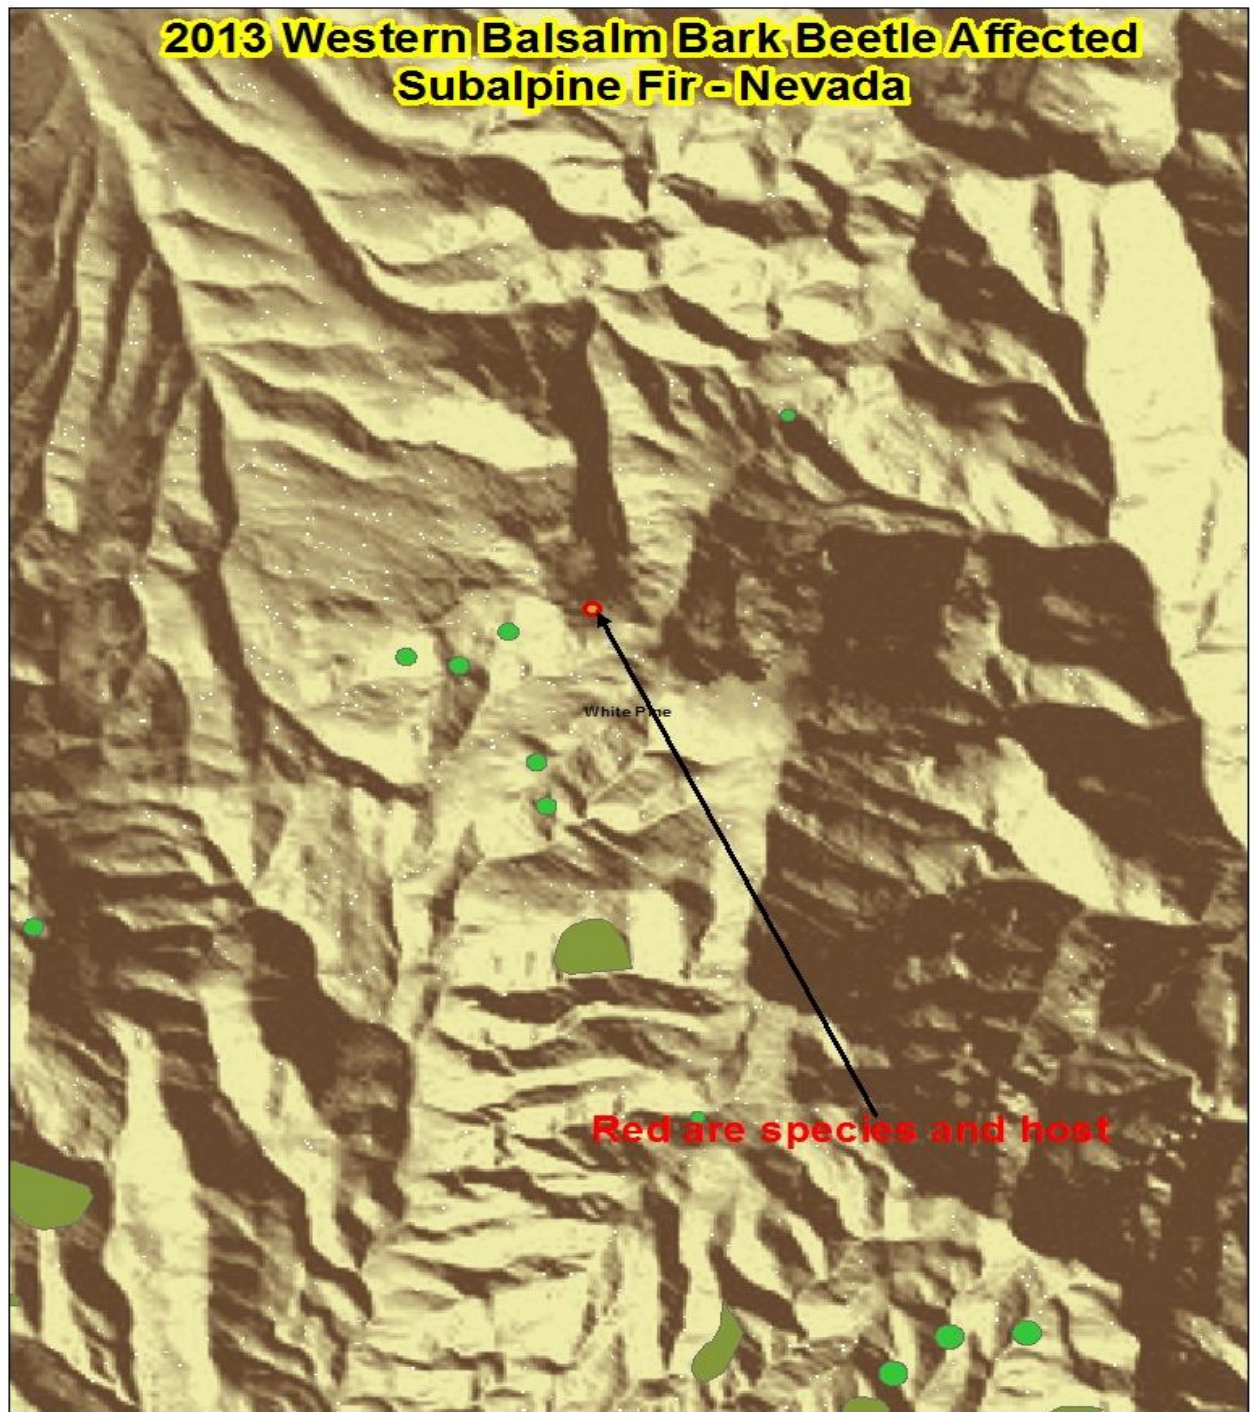 2013 Western Balsalm Bark Beetle Affected
Subalpine Fir - Nevada
White Pine
Red are species and host